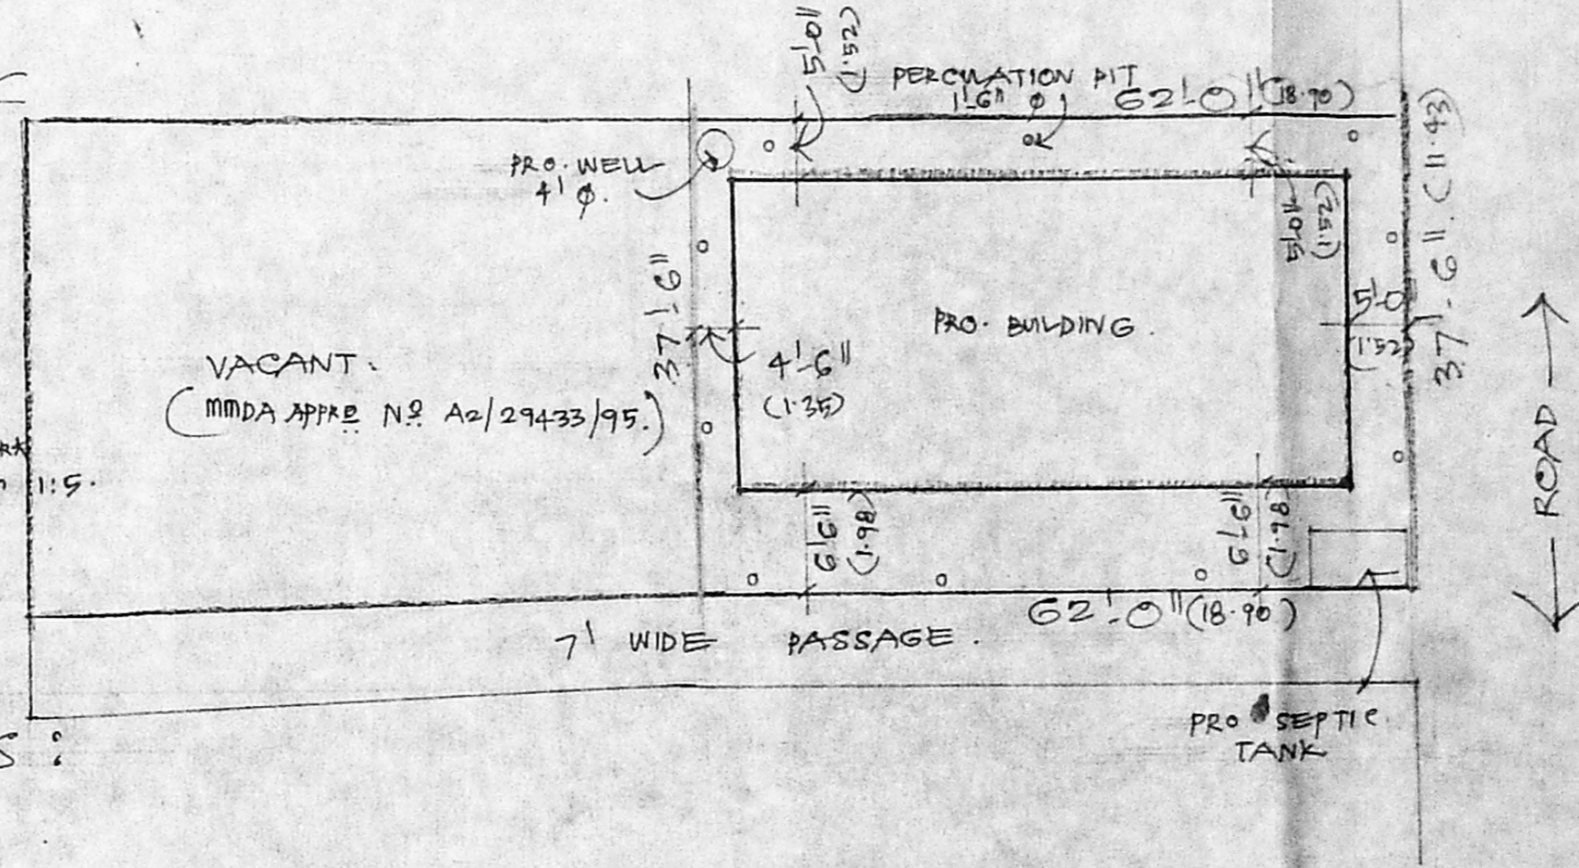 5'-0"
(1.52)
PERCULATION PIT
1'-6" φ
62'-0" (18.90)
PRO. WELL
4' φ.
37'-6"
37'-6". (11.43)
5'-0"
(1.52)
5'-0
(1.52)
PRO. BUILDING.
4'-6"
(1.35)
VACANT.
(MMDA APPRD No A2/29433/95.)
1:5.
ROAD
6'-6"
(1.98)
6'-6"
(1.98)
62'-0" (18.90)
7' WIDE PASSAGE.
PRO SEPTIC
TANK